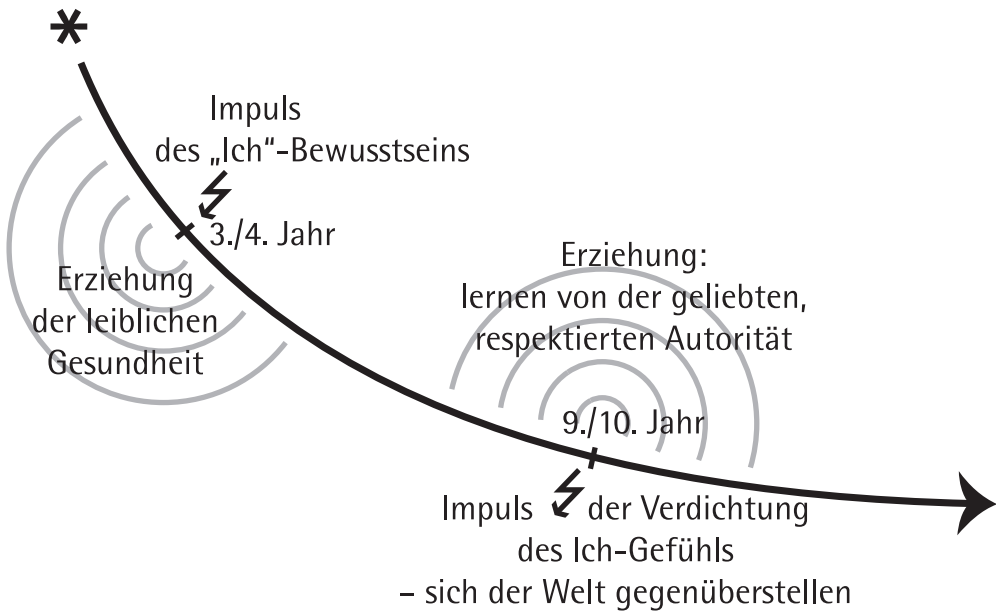 *
Impuls
des „Ich“-Bewusstseins
3./4. Jahr
Erziehung
der leiblichen
Gesundheit
Erziehung:
lernen von der geliebten,
respektierten Autorität
9./10. Jahr
Impuls der Verdichtung
des Ich-Gefühls
– sich der Welt gegenüberstellen